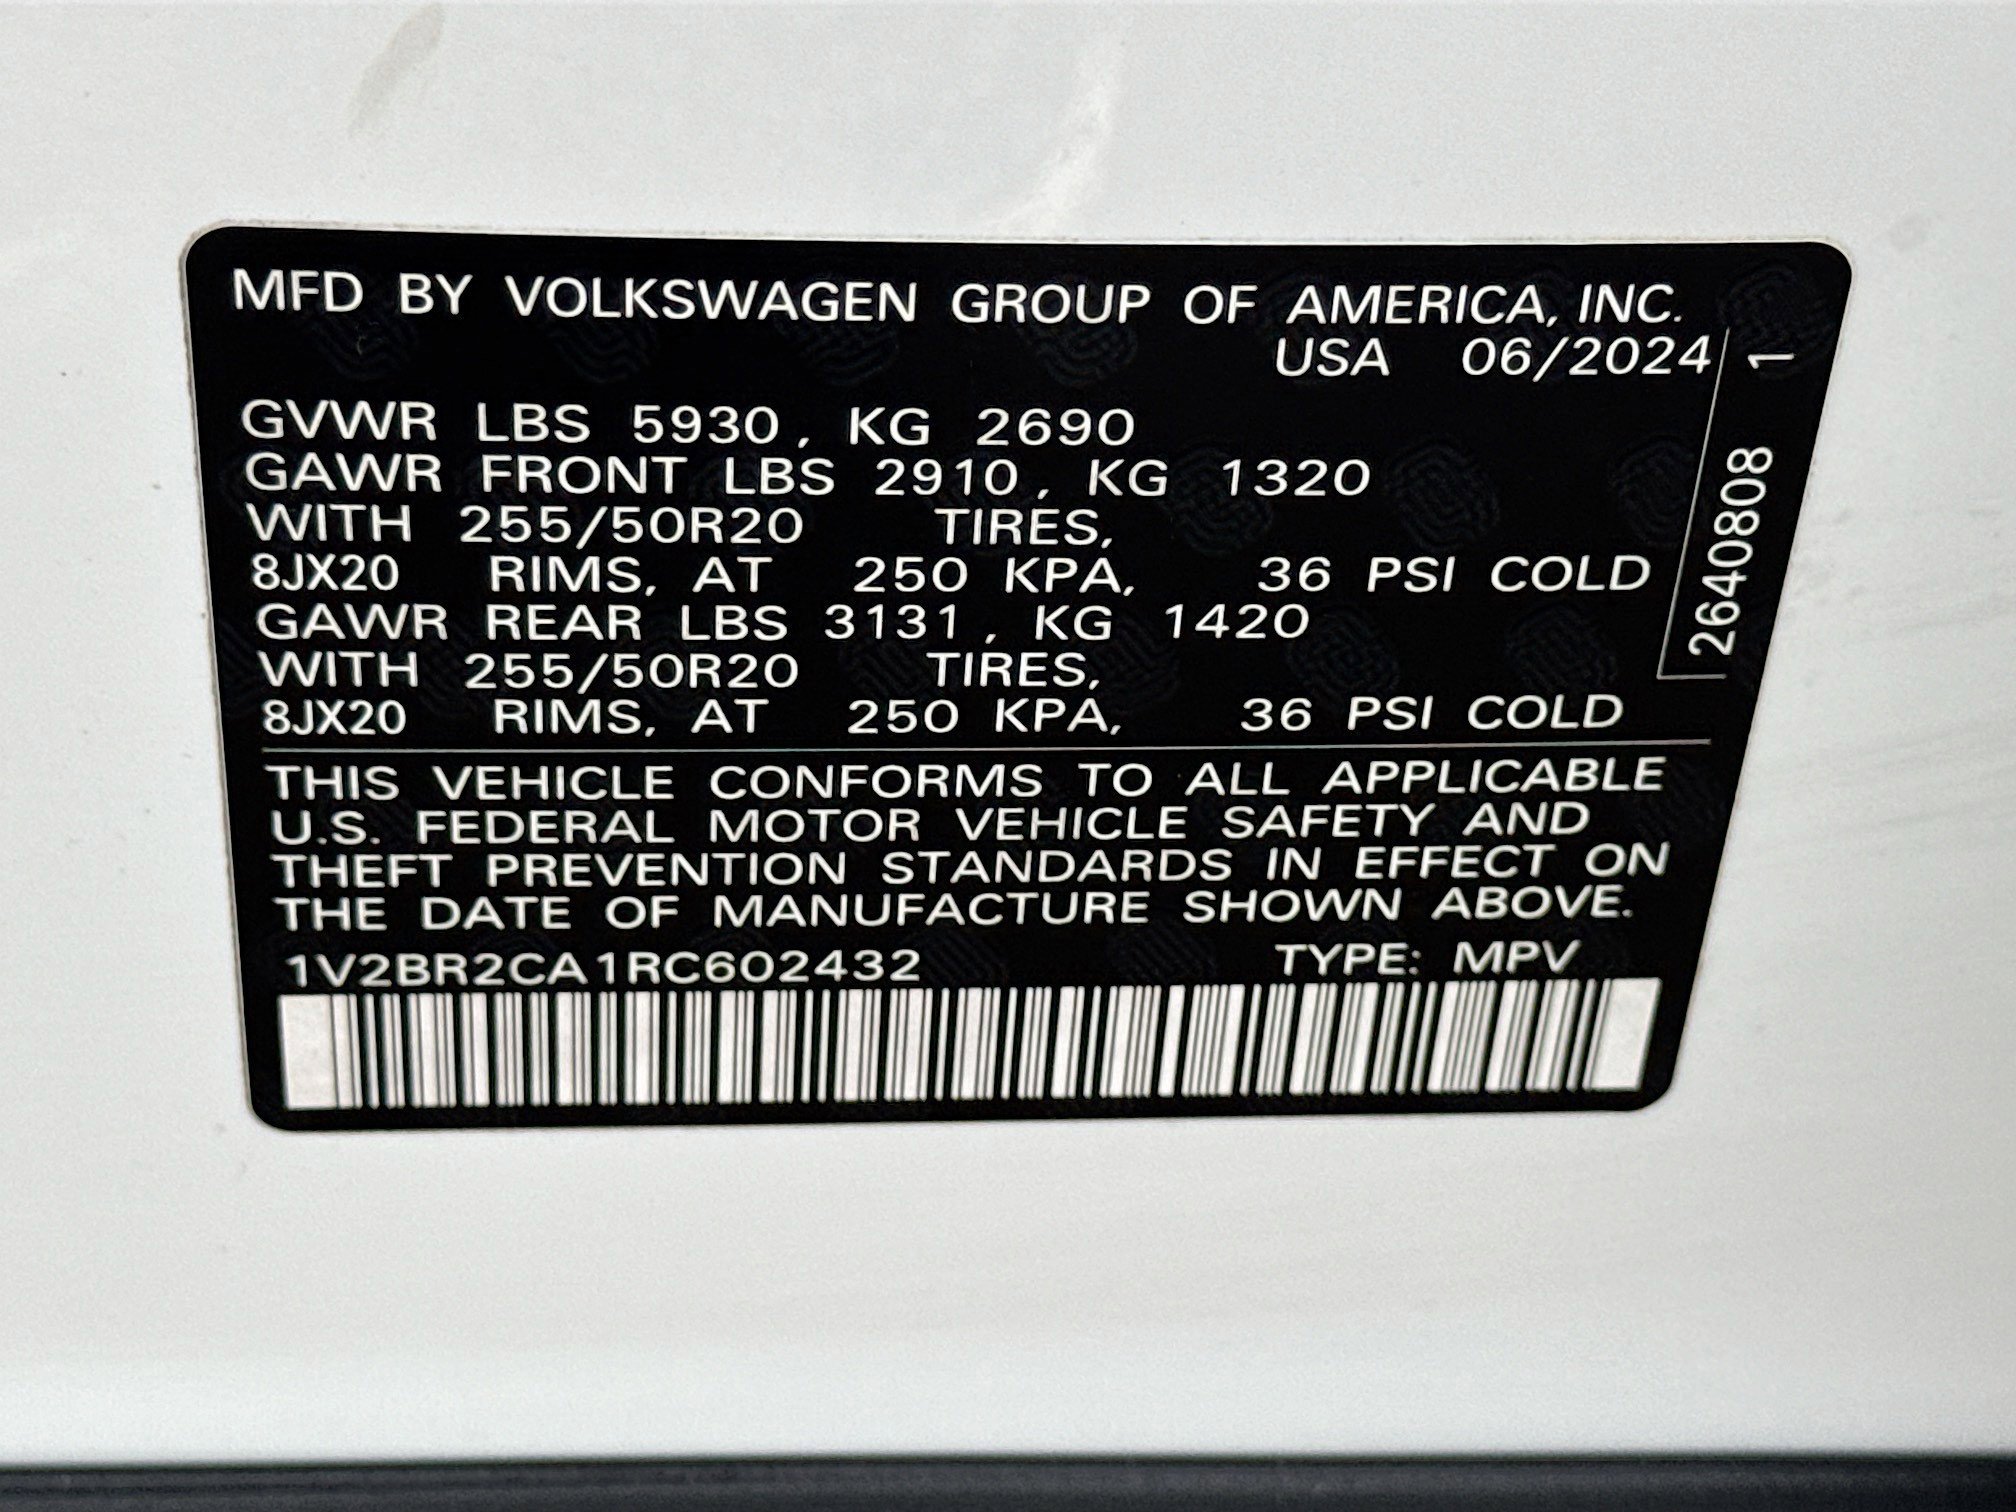 MFD BY VOLKSWAGEN GROUP OF AMERICA, INC.
USA 06/2024
GVWR LBS 5930, KG 2690
GAWR FRONT LBS 2910, KG 1320
WITH 255/50R20 TIRES,
8JX20 RIMS, AT 250 KPA, 36 PSI COLD
GAWR REAR LBS 3131, KG 1420
WITH 255/50R20 TIRES,
8JX20 RIMS, AT 250 KPA, 36 PSI COLD
THIS VEHICLE CONFORMS TO ALL APPLICABLE
U.S. FEDERAL MOTOR VEHICLE SAFETY AND
THEFT PREVENTION STANDARDS IN EFFECT ON
THE DATE OF MANUFACTURE SHOWN ABOVE.
1V2BR2CA1RC602432 TYPE: MPV
2640808 1